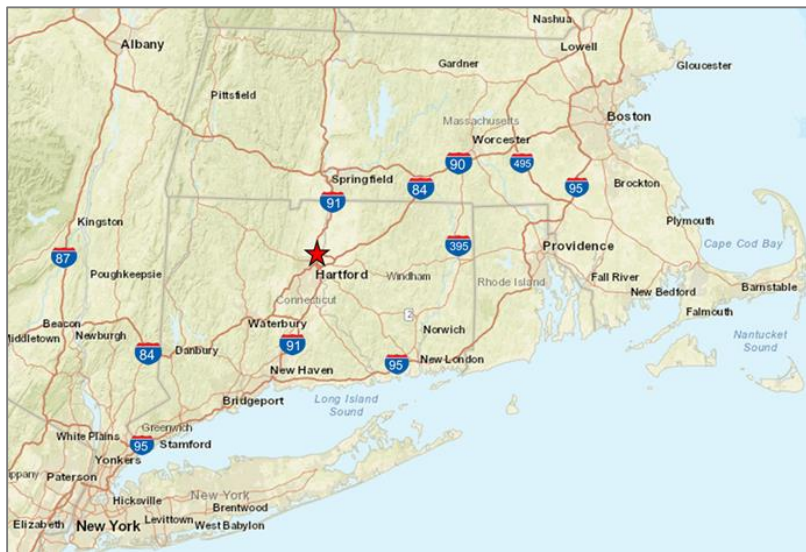 Nashua
Albany
Lowell
Gardner
Gloucester
Pittsfield
Massachusetts
Boston
Worcester
90
495
Springfield
84
95
Brockton
91
Kingston
Plymouth
395
Providence
Cape Cod Bay
87
Hartford
Windham
Poughkeepsie
Rhode Island
Fall River
Barnstable
Connecticut
New Bedford
Falmouth
2
Beacon
Waterbury
Norwich
Middletown
Newburgh
Nantucket
Sound
91
84
Danbury
New London
95
New Haven
Bridgeport
Long Island
Sound
Greenwich
White Plains
95
Stamford
Yonkers
ippany
Paterson
Hicksville
New York
Brentwood
Elizabeth
New York
Levittown
West Babylon